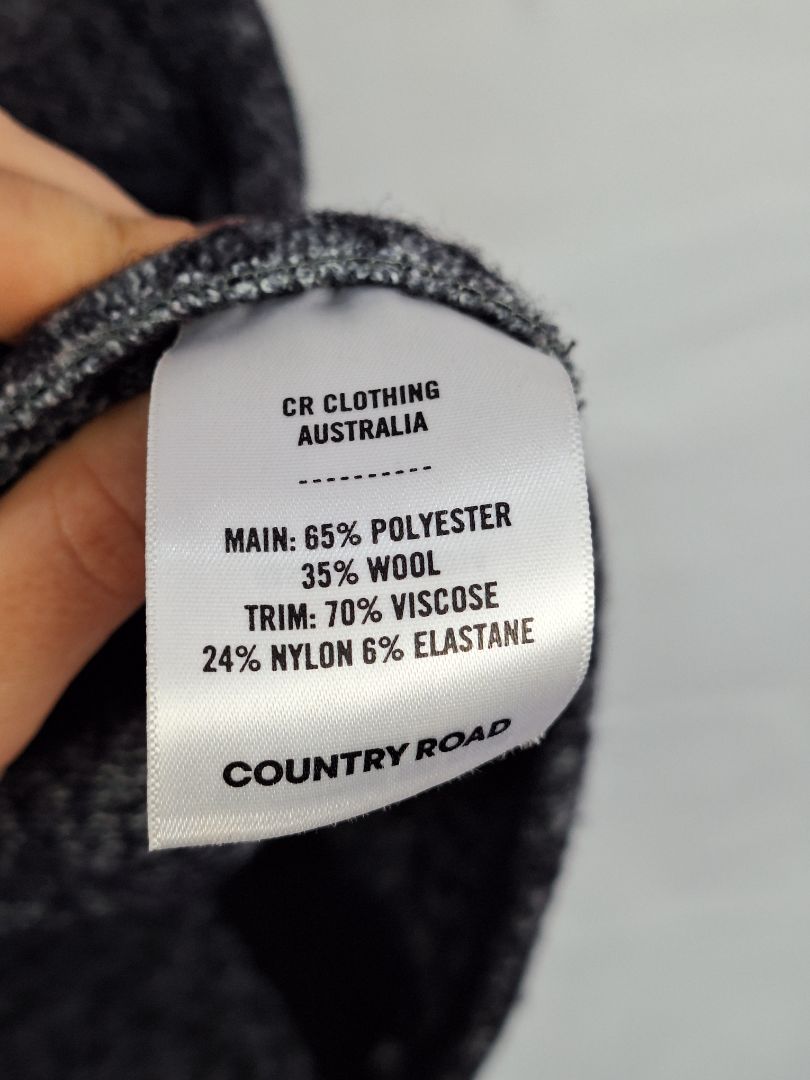 CR CLOTHING
AUSTRALIA
----------
MAIN: 65% POLYESTER
35% WOOL
TRIM: 70% VISCOSE
24% NYLON 6% ELASTANE
COUNTRY ROAD